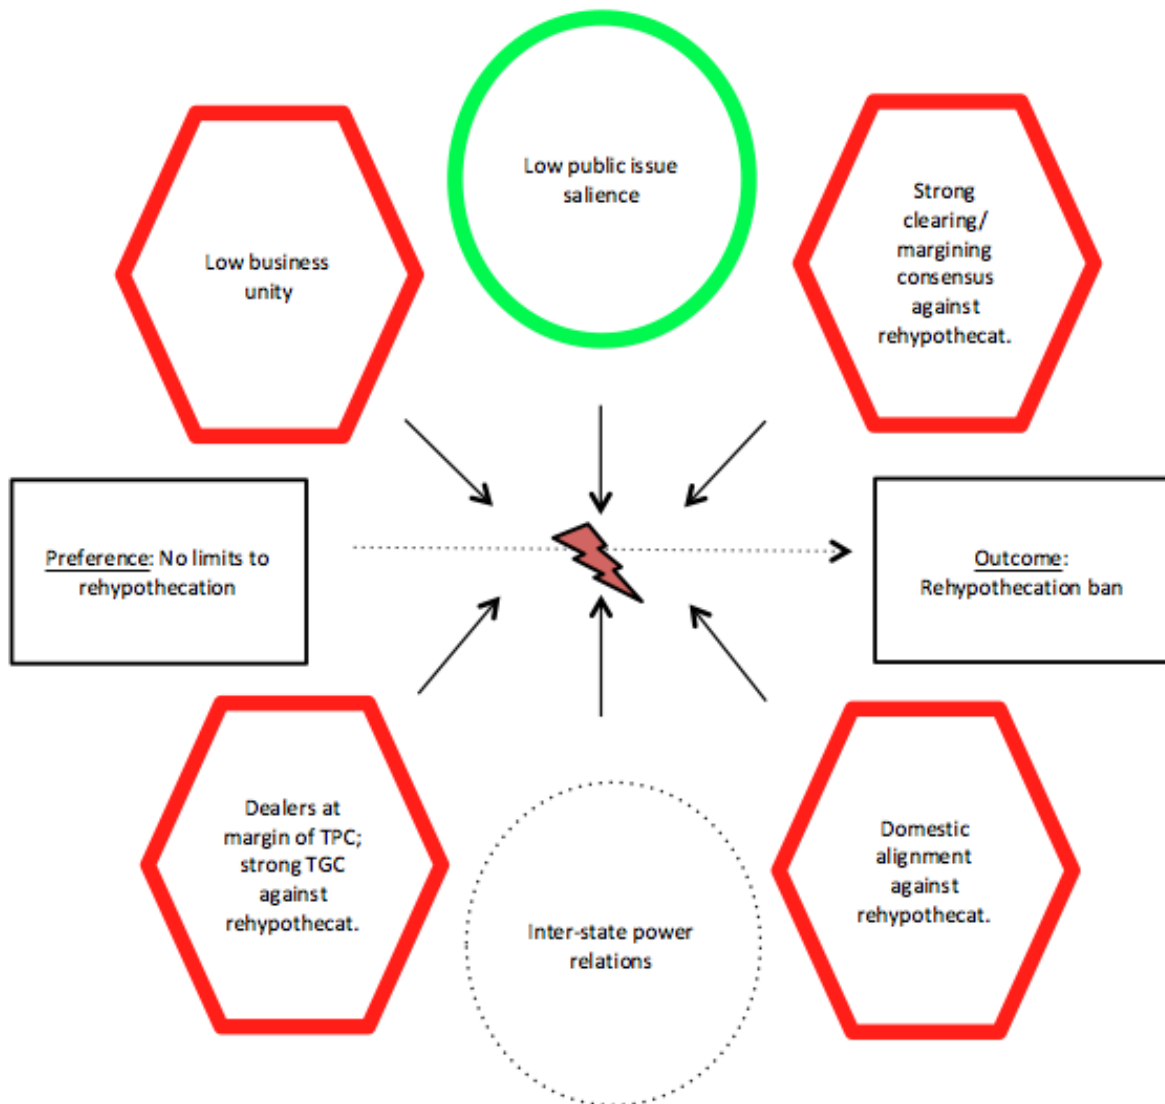 Low public issue
salience
Low business
unity
Strong
clearing/
margining
consensus
against
rehypothecat.
Preference: No limits to
rehypothecation
Outcome:
Rehypothecation ban
Dealers at
margin of TPC;
strong TGC
against
rehypothecat.
Inter-state power
relations
Domestic
alignment
against
rehypothecat.